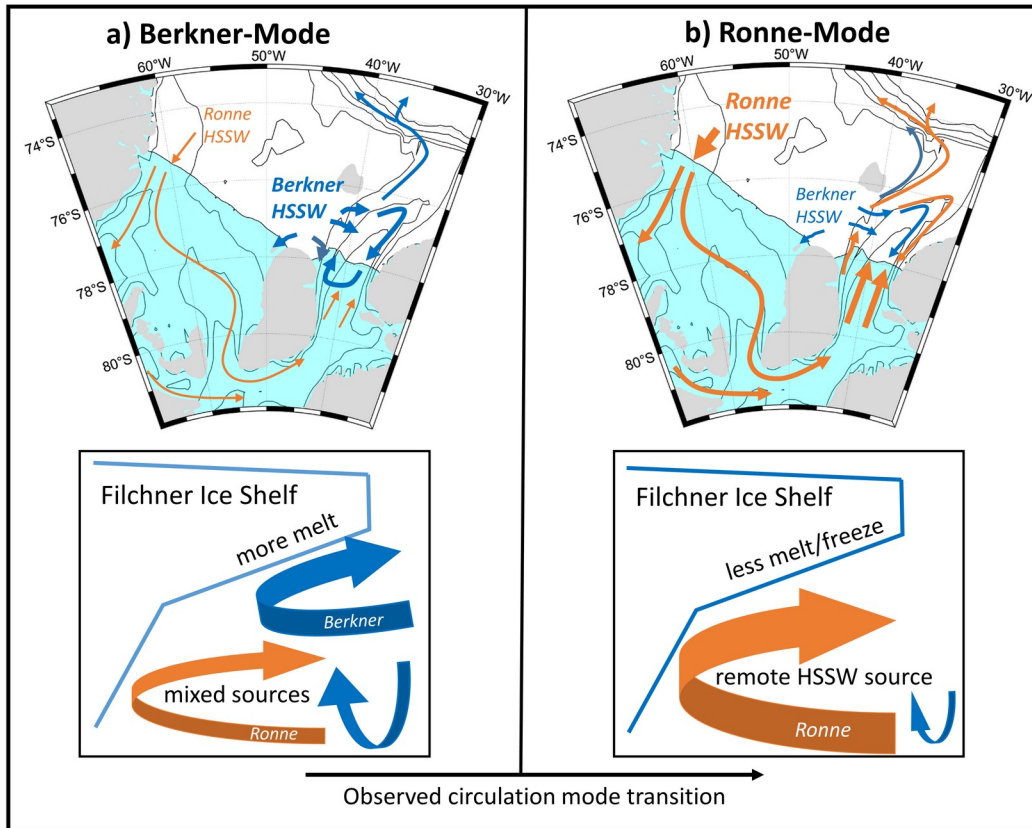 a) Berkner-Mode
60°W
50°W
40°W
30°W
74°S
76°S
78°S
80°S
Ronne
HSSW
Berkner
HSSW
Filchner Ice Shelf
more melt
Berkner
mixed sources
Ronne
b) Ronne-Mode
60°W
50°W
40°W
30°W
74°S
76°S
78°S
80°S
Ronne
HSSW
Berkner
HSSW
Filchner Ice Shelf
less melt/freeze
remote HSSW source
Ronne
Observed circulation mode transition